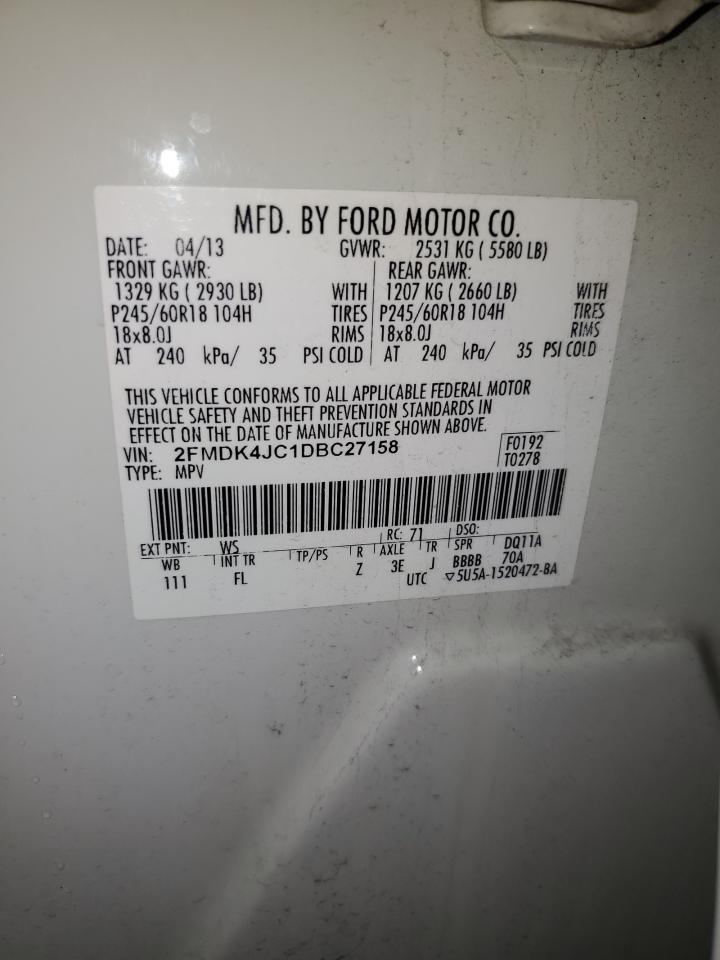 MFD. BY FORD MOTOR CO.
DATE: 04/13 GVWR: 2531 KG ( 5580 LB)
FRONT GAWR: REAR GAWR:
1329 KG ( 2930 LB) WITH 1207 KG ( 2660 LB) WITH
P245/60R18 104H TIRES P245/60R18 104H TIRES
18x8.0J RIMS 18x8.0J RIMS
AT 240 kPa/ 35 PSI COLD AT 240 kPa/ 35 PSI COLD
THIS VEHICLE CONFORMS TO ALL APPLICABLE FEDERAL MOTOR
VEHICLE SAFETY AND THEFT PREVENTION STANDARDS IN
EFFECT ON THE DATE OF MANUFACTURE SHOWN ABOVE.
VIN: 2FMDK4JC1DBC27158 F0192
TYPE: MPV T0278
EXT PNT: WS RC: 71 DSO:
WB INT TR TP/PS R AXLE TR SPR DQ11A
111 FL Z 3E J BBBB 70A
UTC ▽5U5A-1520472-BA